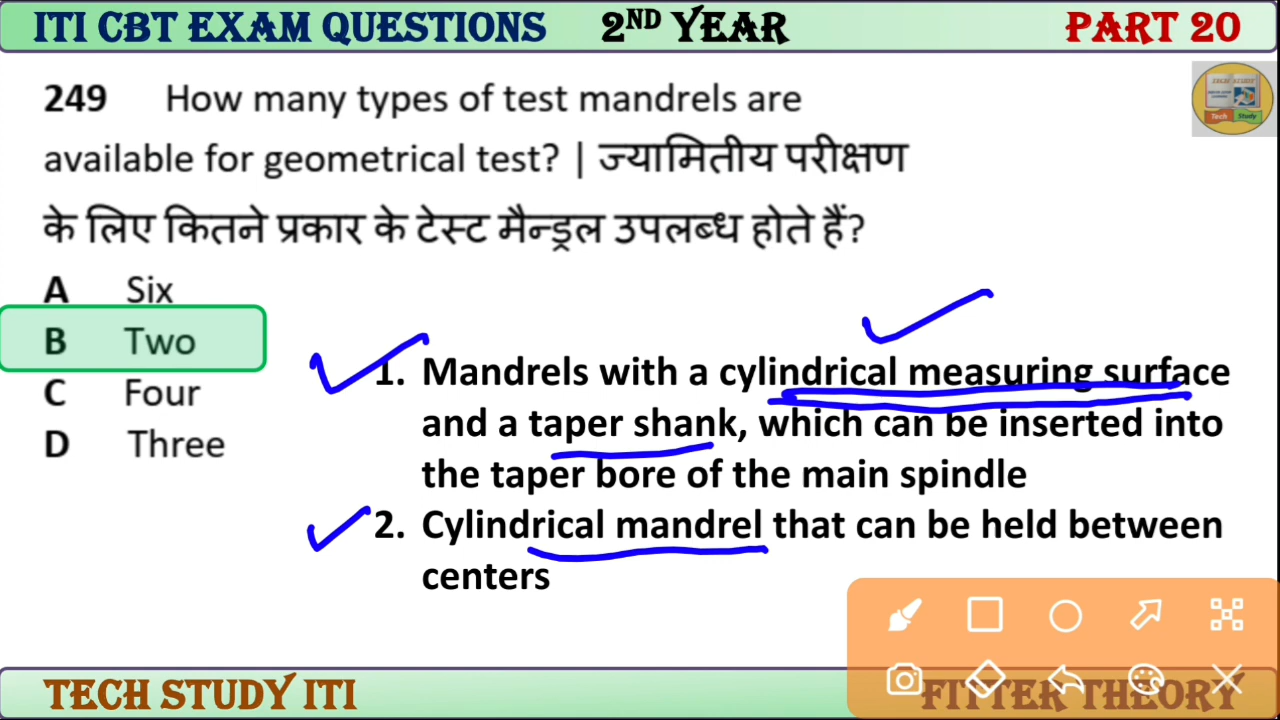 ITI CBT EXAM QUESTIONS 2ND YEAR PART 20
249 How many types of test mandrels are
available for geometrical test? | ज्यामितीय परीक्षण
के लिए कितने प्रकार के टेस्ट मैन्ड्रल उपलब्ध होते हैं?
A Six
B Two
C Four
D Three
1. Mandrels with a cylindrical measuring surface
and a taper shank, which can be inserted into
the taper bore of the main spindle
2. Cylindrical mandrel that can be held between
centers
TECH STUDY ITI
FITTER THEORY
Tech Study